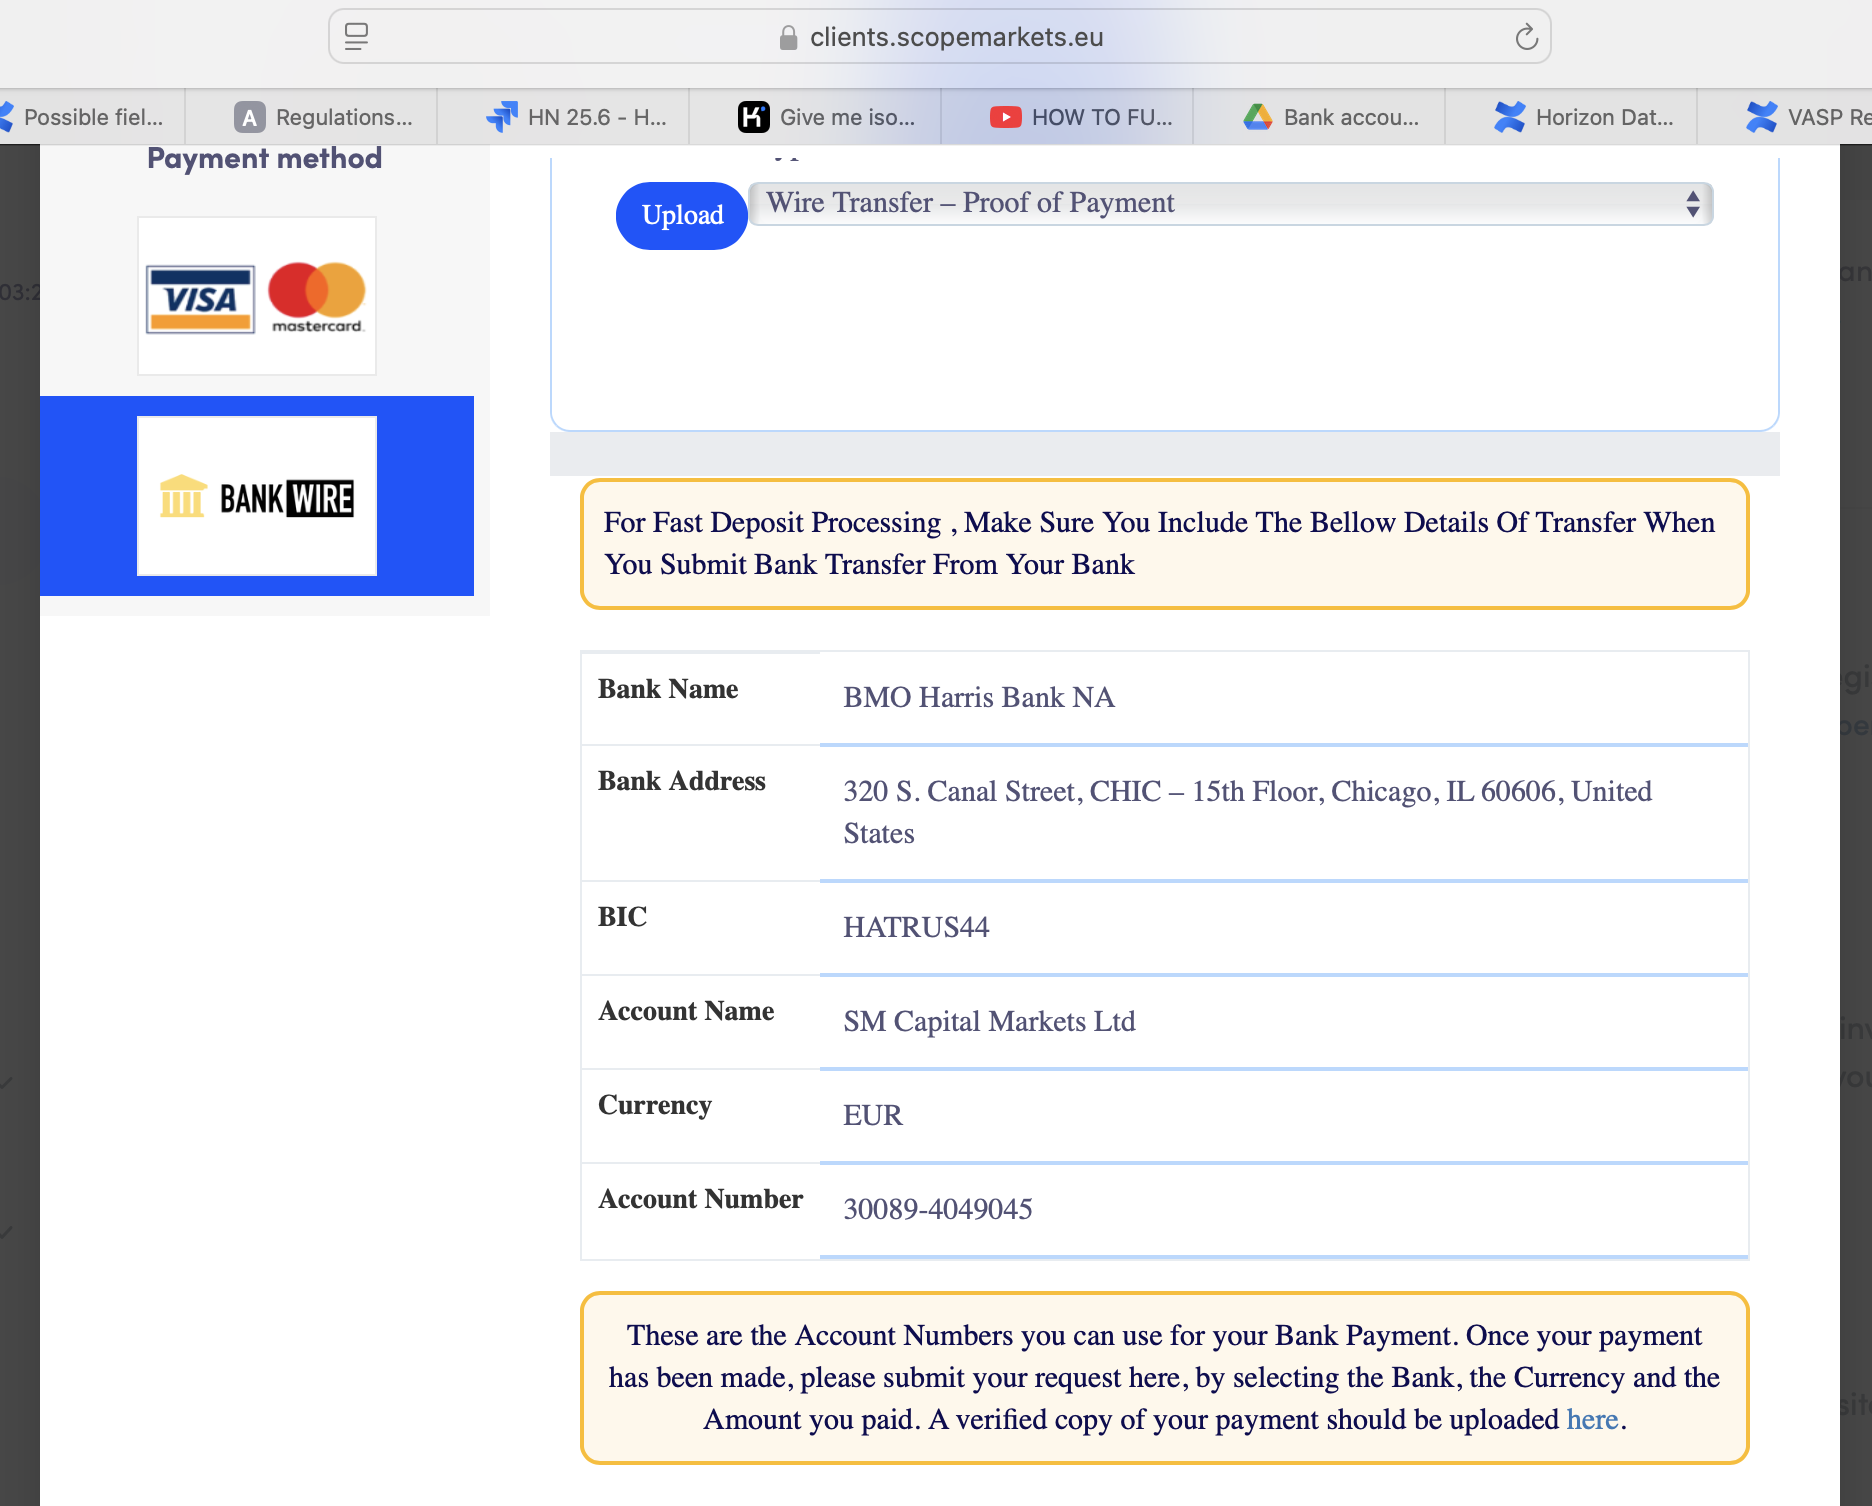 clients.scopemarkets.eu
Possible fiel...
A Regulations...
HN 25.6 - H...
Give me iso...
HOW TO FU...
Bank accou...
Horizon Dat...
VASP Re
Payment method
Upload
Wire Transfer – Proof of Payment
03:2
VISA
mastercard.
BANK WIRE
For Fast Deposit Processing , Make Sure You Include The Bellow Details Of Transfer When
You Submit Bank Transfer From Your Bank
Bank Name
BMO Harris Bank NA
Bank Address
320 S. Canal Street, CHIC – 15th Floor, Chicago, IL 60606, United
States
BIC
HATRUS44
Account Name
SM Capital Markets Ltd
Currency
EUR
Account Number
30089-4049045
These are the Account Numbers you can use for your Bank Payment. Once your payment
has been made, please submit your request here, by selecting the Bank, the Currency and the
Amount you paid. A verified copy of your payment should be uploaded here.